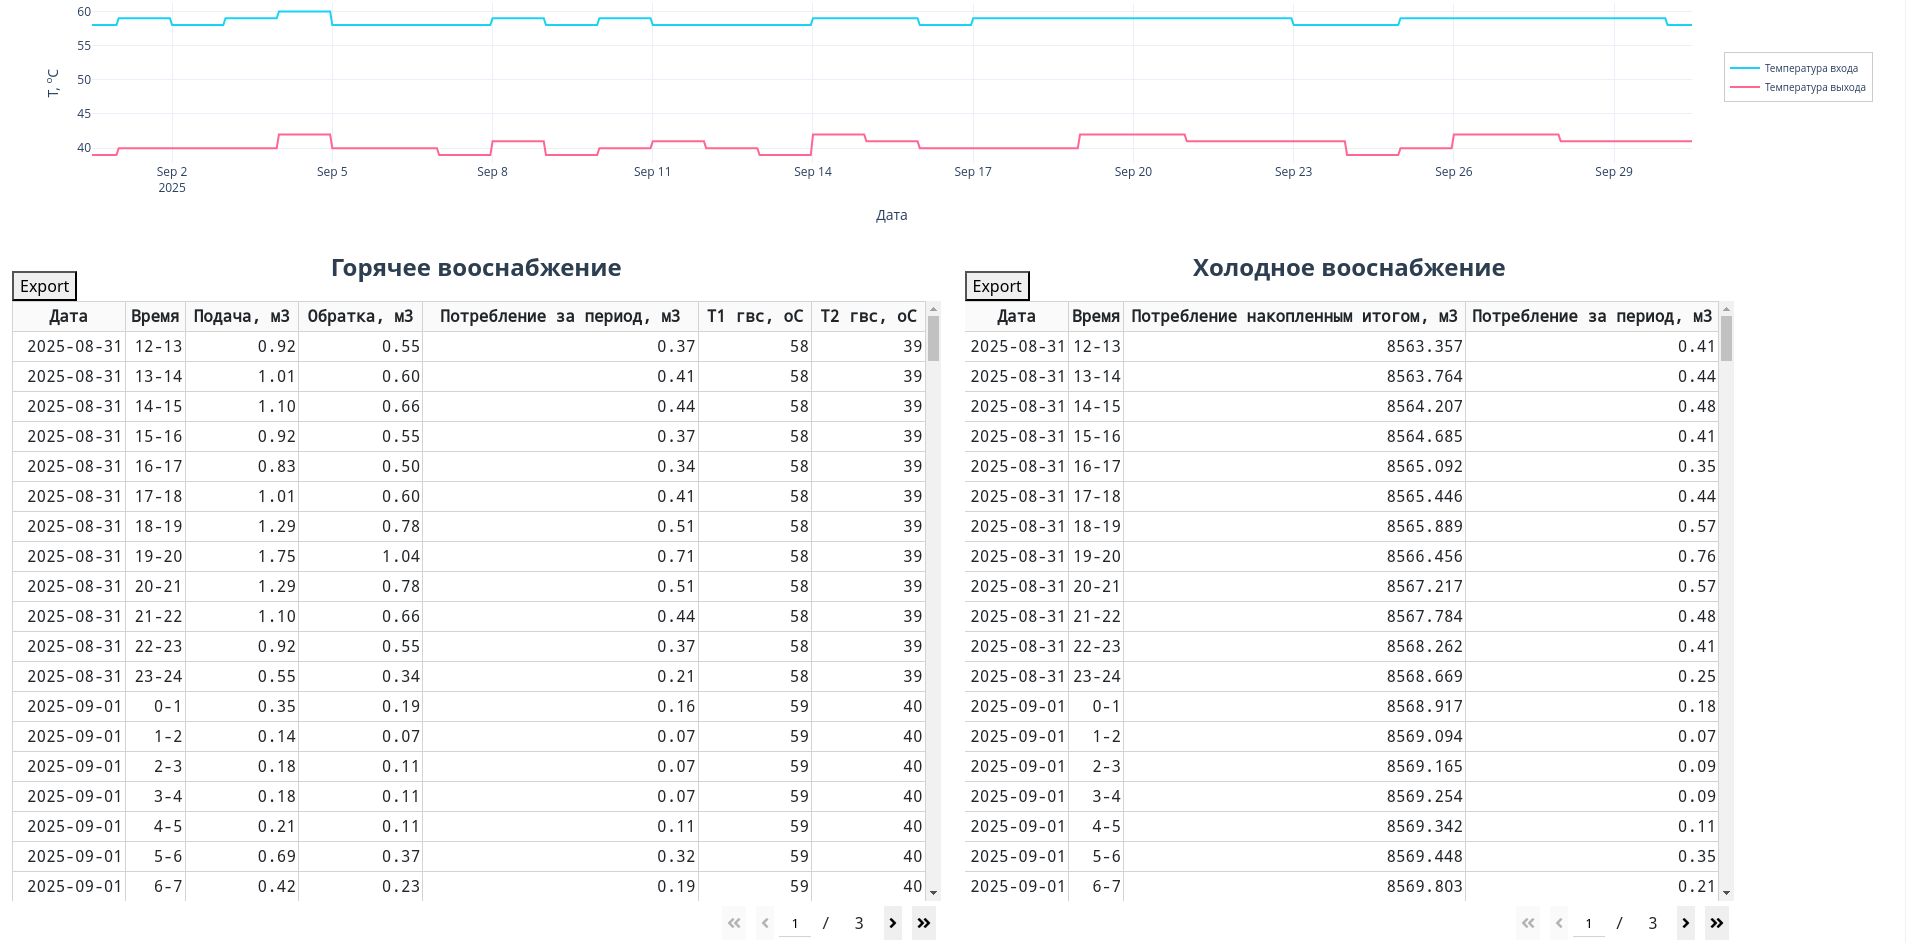 60
55
50
45
40
T, °C
Температура входа
Температура выхода
Sep 2 Sep 5 Sep 8 Sep 11 Sep 14 Sep 17 Sep 20 Sep 23 Sep 26 Sep 29
2025
Дата
Горячее вооснабжение
Export
Дата Время Подача, м3 Обратка, м3 Потребление за период, м3 Т1 гвс, оС Т2 гвс, оС
2025-08-31 12-13 0.92 0.55 0.37 58 39
2025-08-31 13-14 1.01 0.60 0.41 58 39
2025-08-31 14-15 1.10 0.66 0.44 58 39
2025-08-31 15-16 0.92 0.55 0.37 58 39
2025-08-31 16-17 0.83 0.50 0.34 58 39
2025-08-31 17-18 1.01 0.60 0.41 58 39
2025-08-31 18-19 1.29 0.78 0.51 58 39
2025-08-31 19-20 1.75 1.04 0.71 58 39
2025-08-31 20-21 1.29 0.78 0.51 58 39
2025-08-31 21-22 1.10 0.66 0.44 58 39
2025-08-31 22-23 0.92 0.55 0.37 58 39
2025-08-31 23-24 0.55 0.34 0.21 58 39
2025-09-01 0-1 0.35 0.19 0.16 59 40
2025-09-01 1-2 0.14 0.07 0.07 59 40
2025-09-01 2-3 0.18 0.11 0.07 59 40
2025-09-01 3-4 0.18 0.11 0.07 59 40
2025-09-01 4-5 0.21 0.11 0.11 59 40
2025-09-01 5-6 0.69 0.37 0.32 59 40
2025-09-01 6-7 0.42 0.23 0.19 59 40
1 / 3
Холодное вооснабжение
Export
Дата Время Потребление накопленным итогом, м3 Потребление за период, м3
2025-08-31 12-13 8563.357 0.41
2025-08-31 13-14 8563.764 0.44
2025-08-31 14-15 8564.207 0.48
2025-08-31 15-16 8564.685 0.41
2025-08-31 16-17 8565.092 0.35
2025-08-31 17-18 8565.446 0.44
2025-08-31 18-19 8565.889 0.57
2025-08-31 19-20 8566.456 0.76
2025-08-31 20-21 8567.217 0.57
2025-08-31 21-22 8567.784 0.48
2025-08-31 22-23 8568.262 0.41
2025-08-31 23-24 8568.669 0.25
2025-09-01 0-1 8568.917 0.18
2025-09-01 1-2 8569.094 0.07
2025-09-01 2-3 8569.165 0.09
2025-09-01 3-4 8569.254 0.09
2025-09-01 4-5 8569.342 0.11
2025-09-01 5-6 8569.448 0.35
2025-09-01 6-7 8569.803 0.21
1 / 3